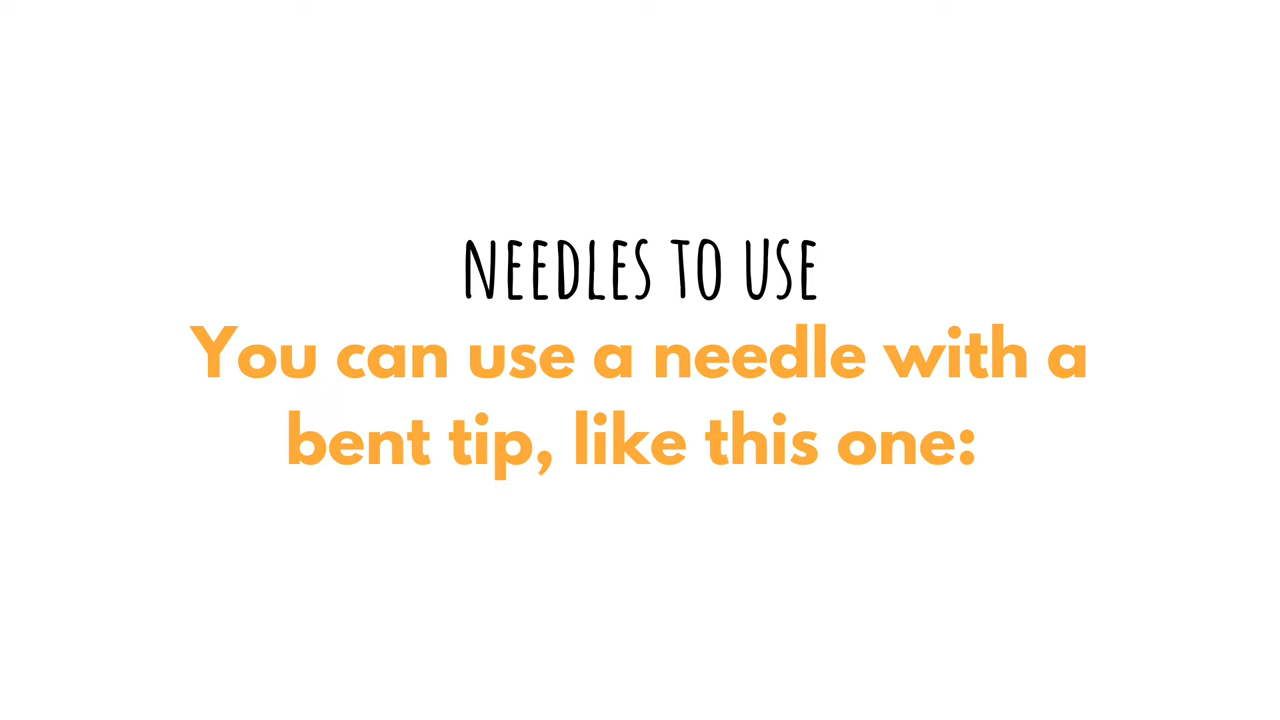 NEEDLES TO USE
You can use a needle with a
bent tip, like this one: